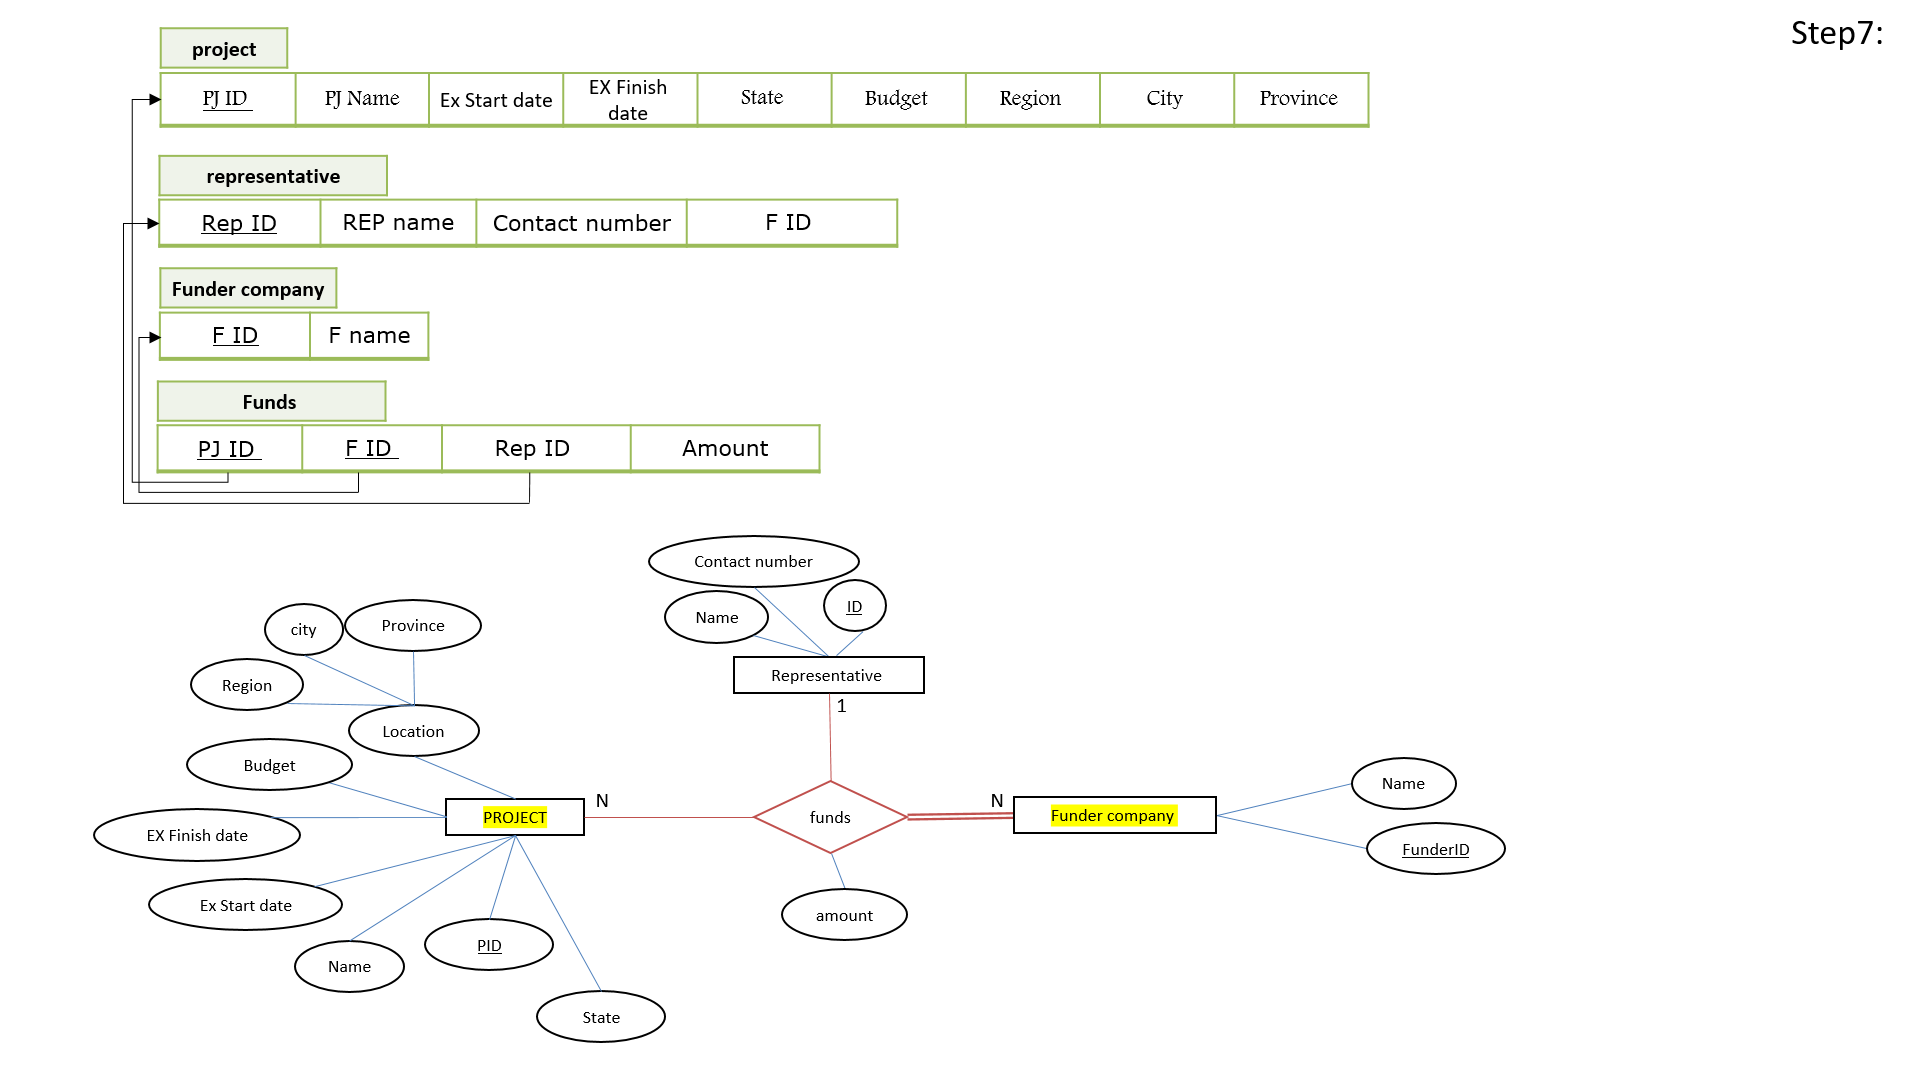 Step7:
project
PJ ID PJ Name Ex Start date EX Finish date State Budget Region City Province
representative
Rep ID REP name Contact number F ID
Funder company
F ID F name
Funds
PJ ID F ID Rep ID Amount
Contact number
Name
ID
Representative
1
city
Province
Region
Location
Budget
EX Finish date
Ex Start date
Name
PID
State
PROJECT
N
funds
amount
N
Funder company
Name
FunderID